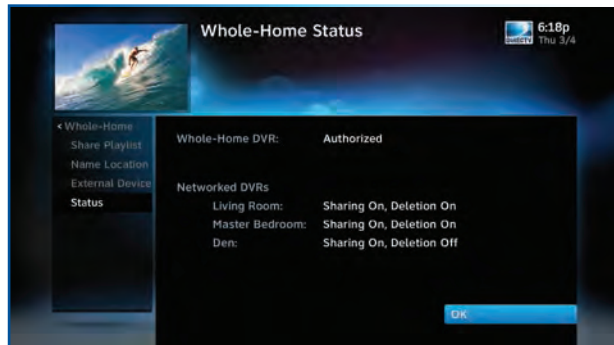 Whole-Home Status
DIRECTV
6:18p
Thu 3/4
<Whole-Home
Share Playlist
Name Location
External Device
Status
Whole-Home DVR: Authorized
Networked DVRs
Living Room: Sharing On, Deletion On
Master Bedroom: Sharing On, Deletion On
Den: Sharing On, Deletion Off
OK